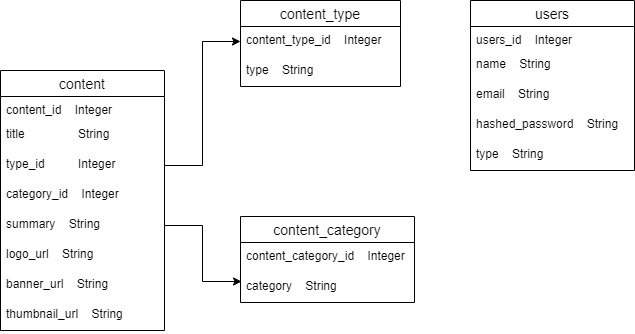 content_type
content_type_id Integer
type String
users
users_id Integer
name String
email String
hashed_password String
type String
content
content_id Integer
title String
type_id Integer
category_id Integer
summary String
logo_url String
banner_url String
thumbnail_url String
content_category
content_category_id Integer
category String